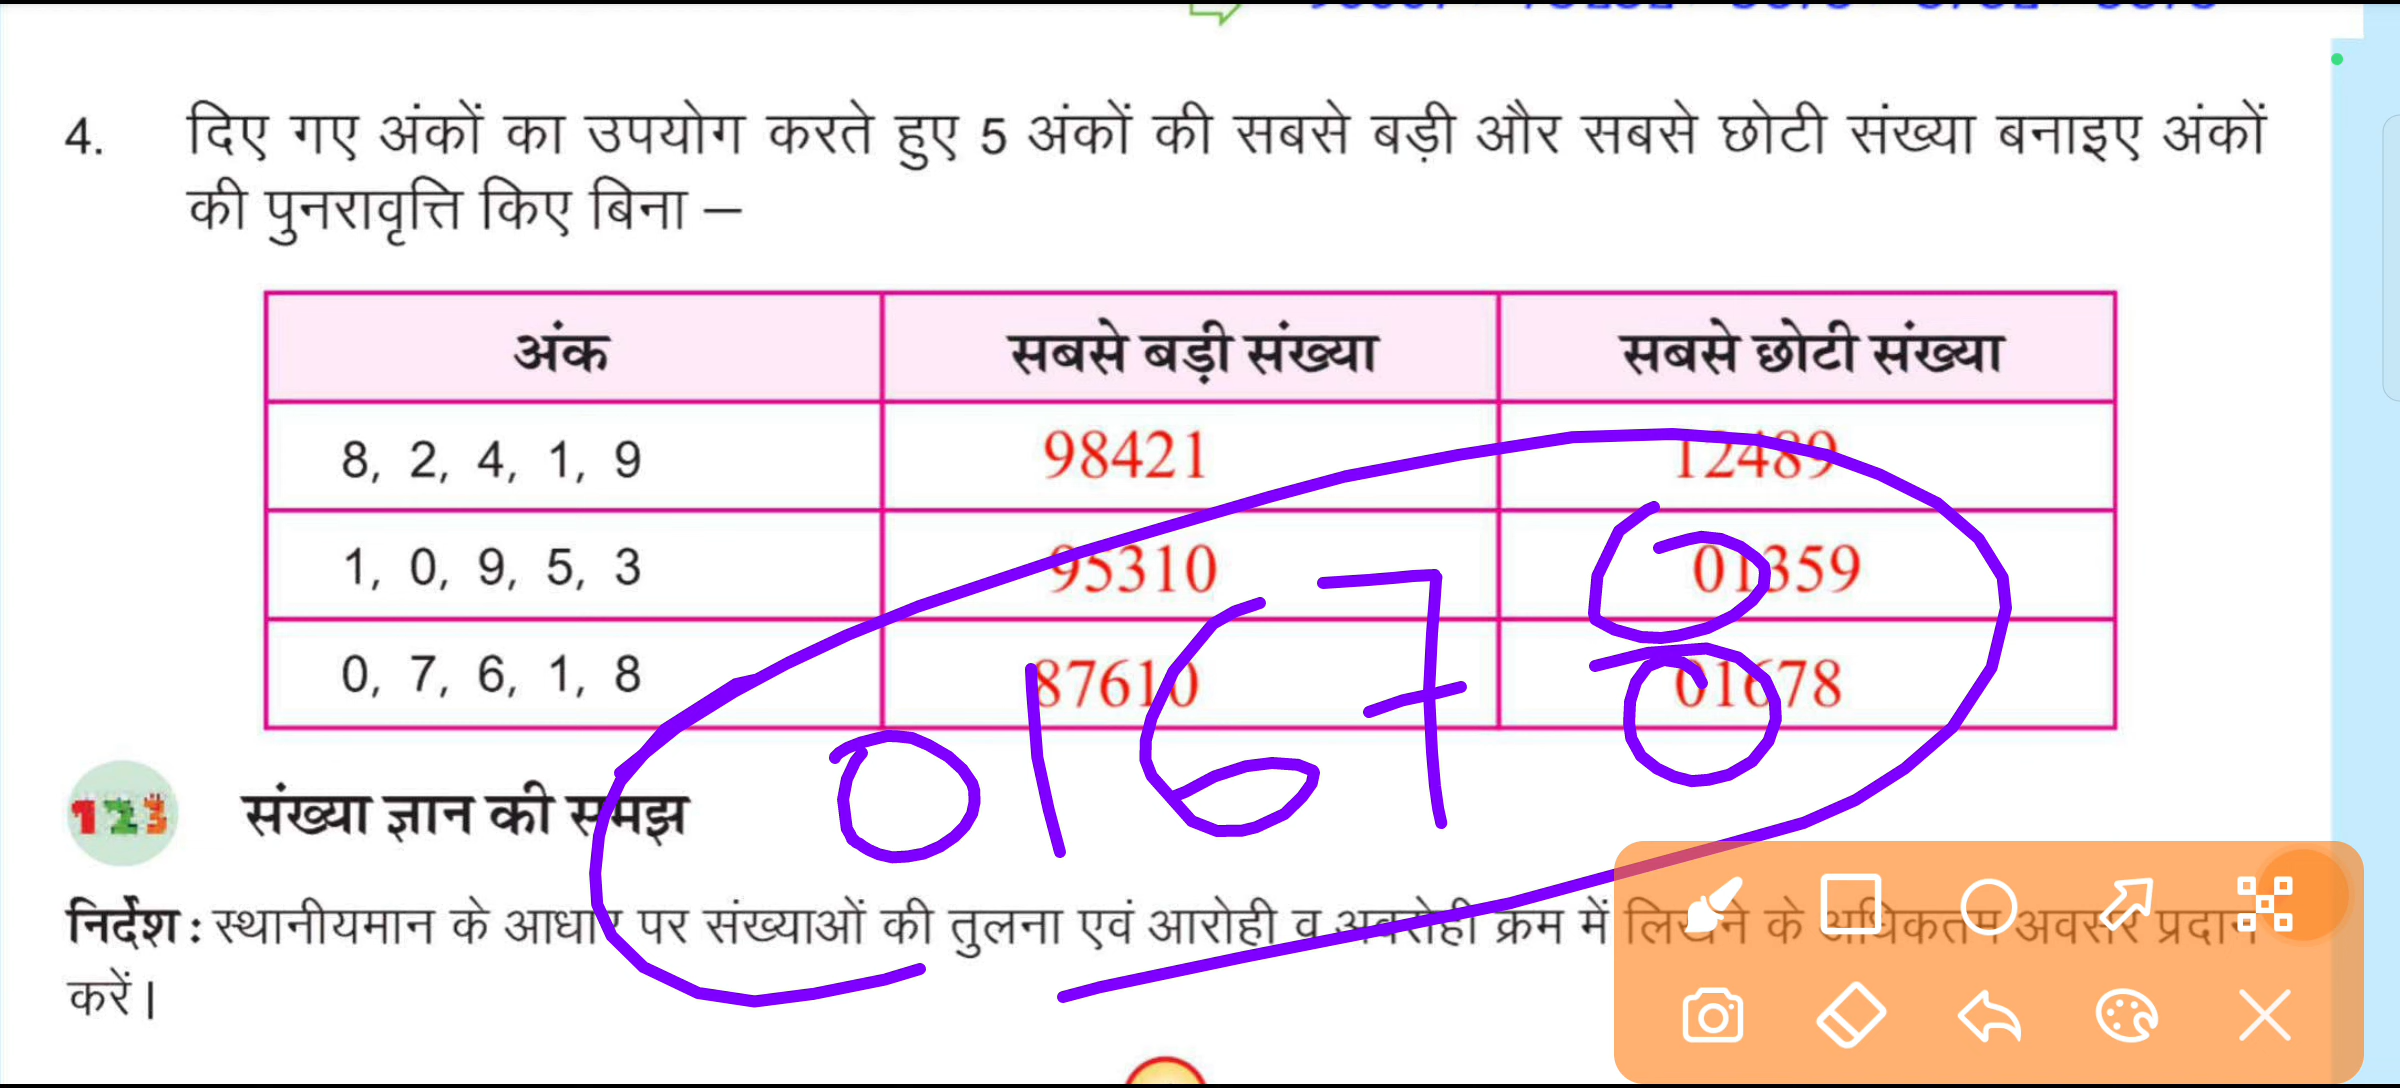 4. दिए गए अंकों का उपयोग करते हुए 5 अंकों की सबसे बड़ी और सबसे छोटी संख्या बनाइए अंकों
की पुनरावृत्ति किए बिना –
अंक सबसे बड़ी संख्या सबसे छोटी संख्या
8, 2, 4, 1, 9 98421 12489
1, 0, 9, 5, 3 95310 01359
0, 7, 6, 1, 8 87610 01678
0167
123 संख्या ज्ञान की समझ
निर्देश : स्थानीयमान के आधार पर संख्याओं की तुलना एवं आरोही व अवरोही क्रम में लिखने के अधिकतम अवसर प्रदान
करें।